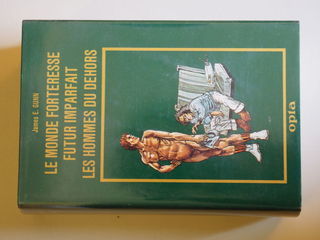 James E. GUNN
LE MONDE FORTERESSE
FUTUR IMPARFAIT
LES HOMMES DU DEHORS
opta